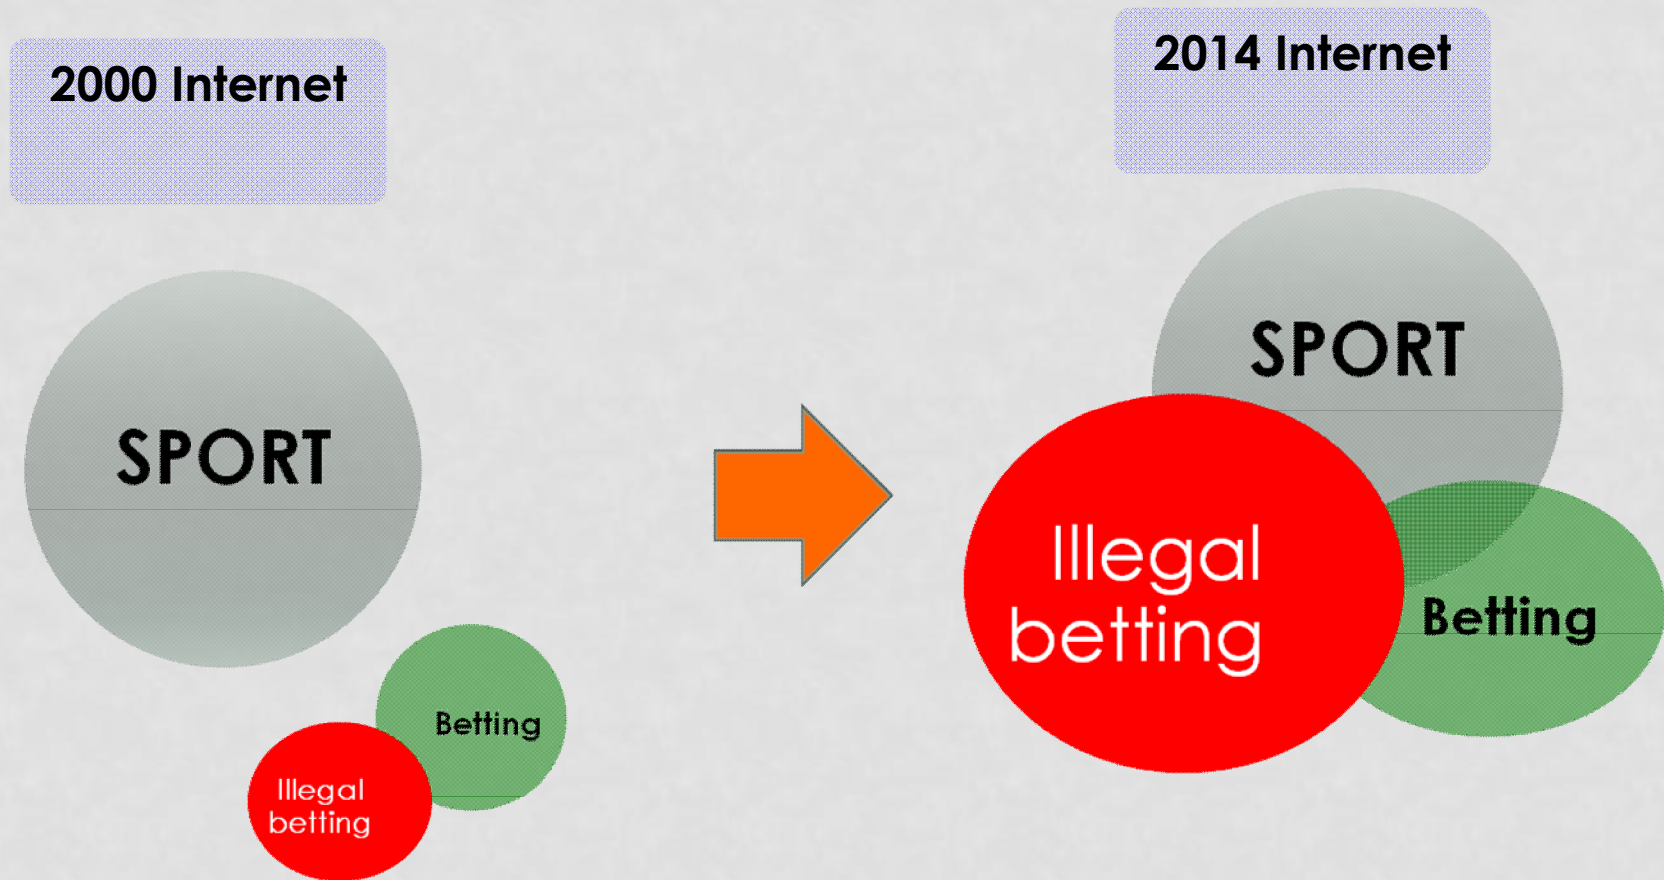 2000 Internet
SPORT
Betting
Illegal
betting
2014 Internet
SPORT
Illegal
betting
Betting